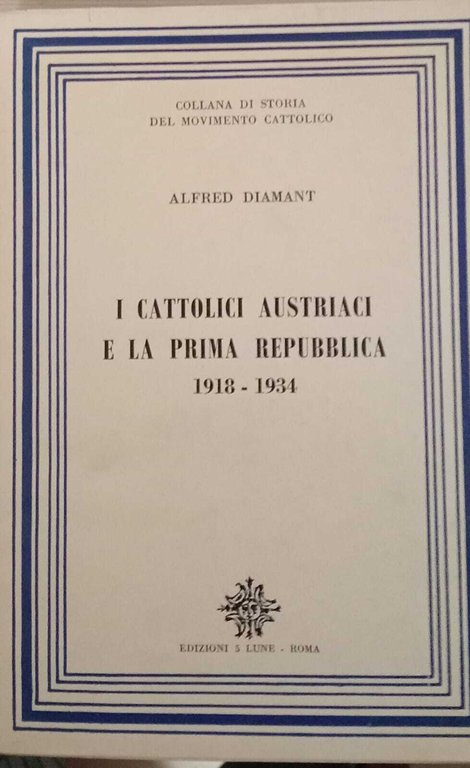 COLLANA DI STORIA
DEL MOVIMENTO CATTOLICO
ALFRED DIAMANT
I CATTOLICI AUSTRIACI
E LA PRIMA REPUBBLICA
1918 - 1934
EDIZIONI 5 LUNE - ROMA